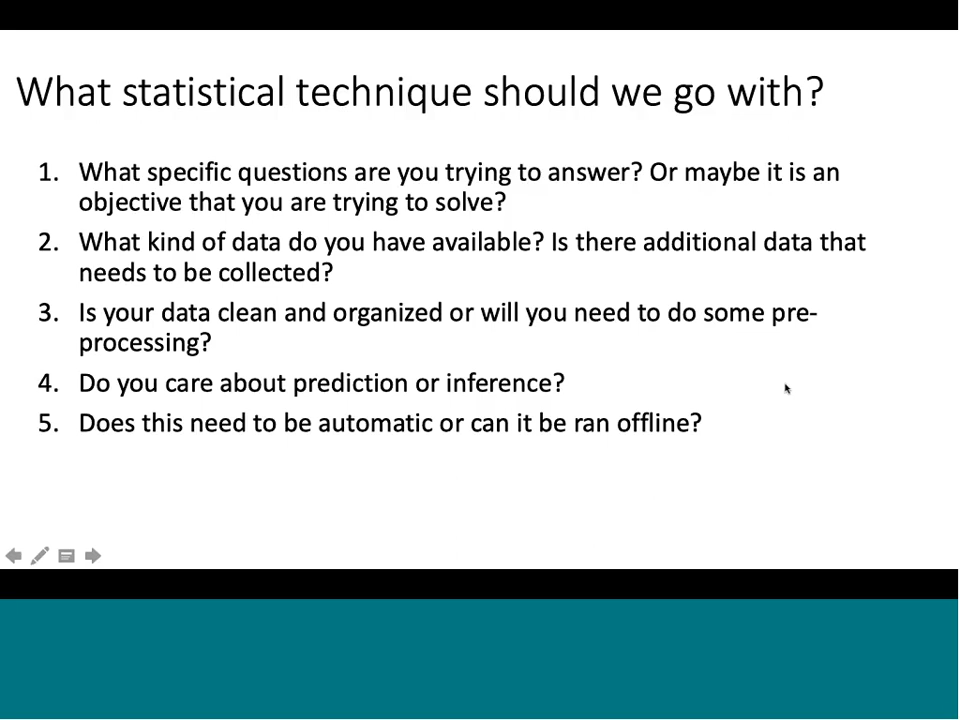 What statistical technique should we go with?
1. What specific questions are you trying to answer? Or maybe it is an
objective that you are trying to solve?
2. What kind of data do you have available? Is there additional data that
needs to be collected?
3. Is your data clean and organized or will you need to do some pre-
processing?
4. Do you care about prediction or inference?
5. Does this need to be automatic or can it be ran offline?